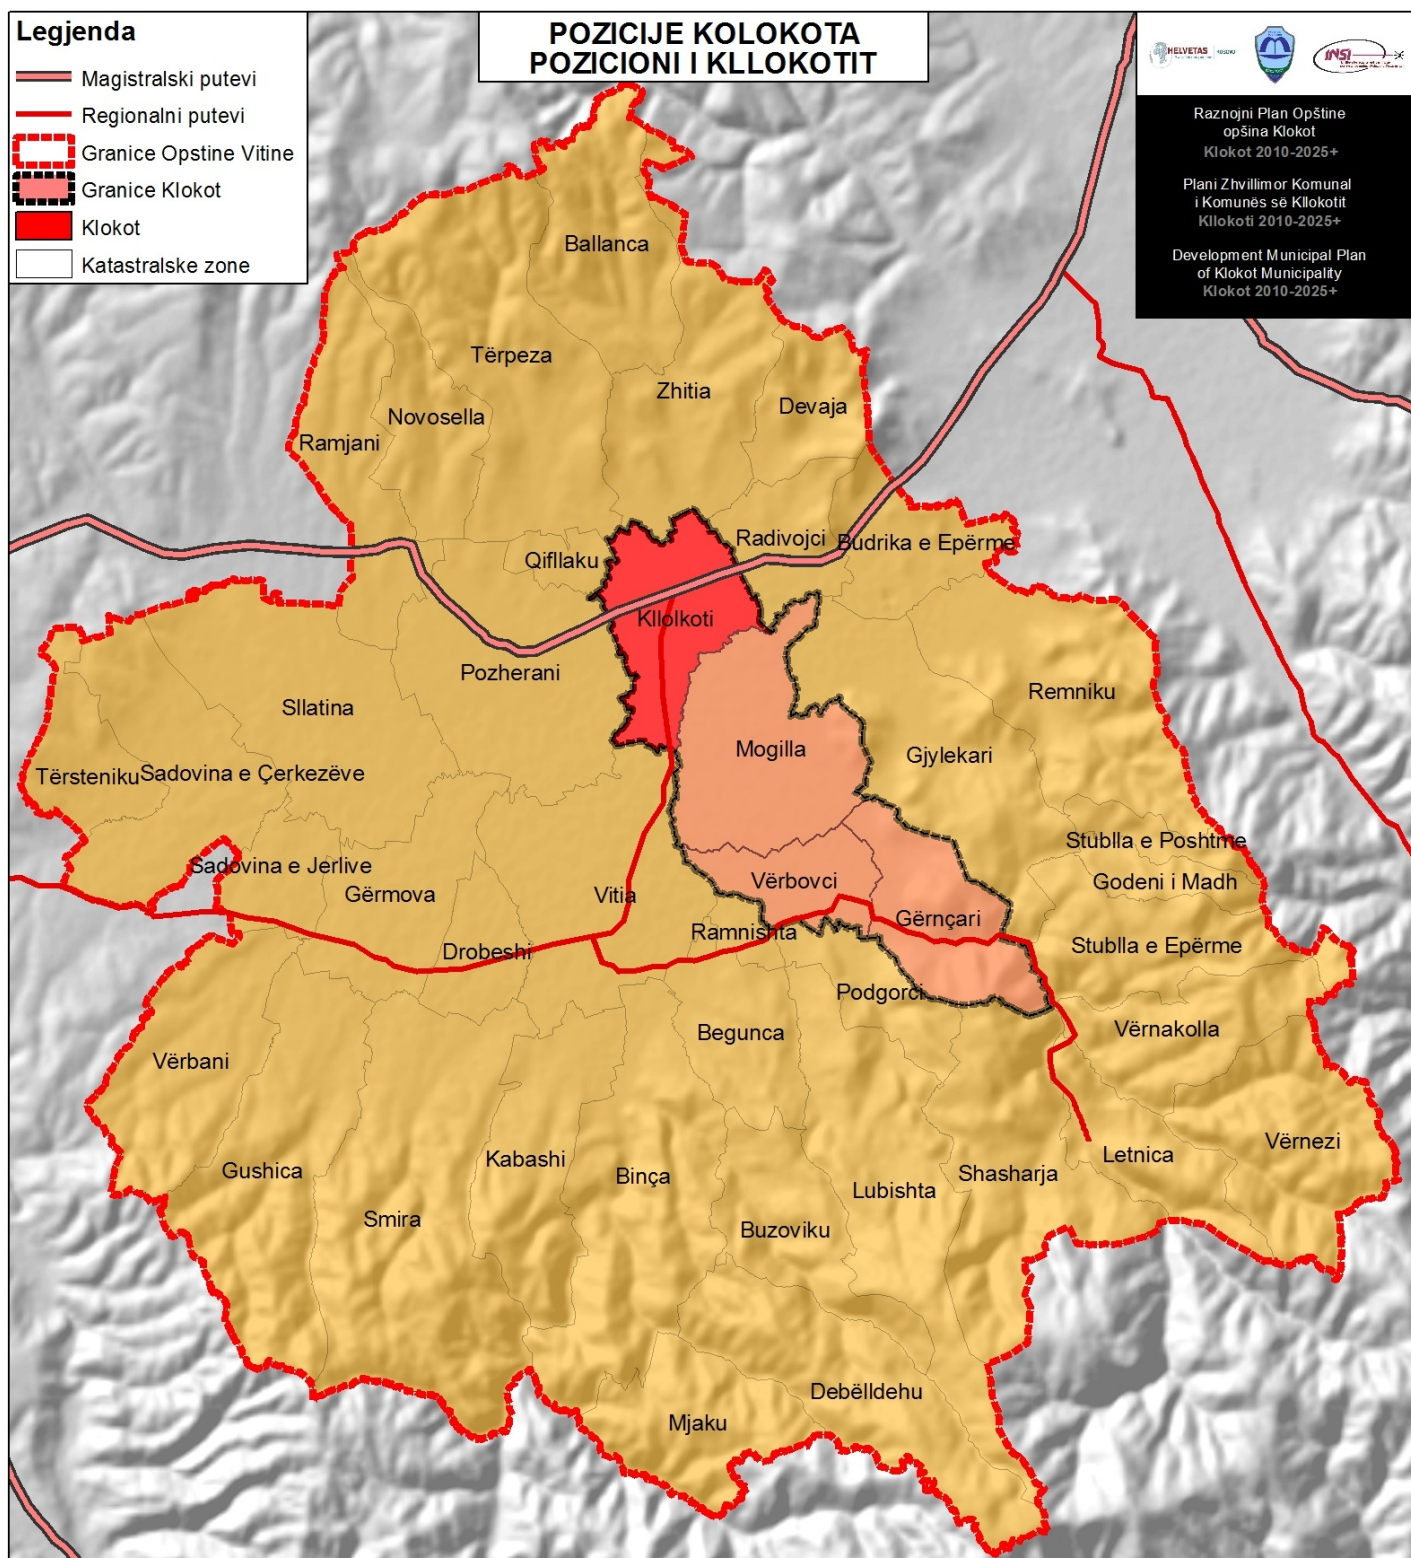 Legjenda
Magistralski putevi
Regionalni putevi
Granice Opstine Vitine
Granice Klokot
Klokot
Katastralske zone
POZICIJE KOLOKOTA
POZICIONI I KLLOKOTIT
HELVETAS
INSI
Raznojni Plan Opštine
opšina Klokot
Klokot 2010-2025+
Plani Zhvillimor Komunal
i Komunës së Kllokotit
Kllokoti 2010-2025+
Development Municipal Plan
of Klokot Municipality
Klokot 2010-2025+
Ballanca
Tërpeza
Zhitia
Devaja
Novosella
Ramjani
Radivojci
Budrika e Epërme
Qifllaku
Kllolkoti
Pozherani
Remniku
Sllatina
Mogilla
Gjylekari
Tërsteniku
Sadovina e Çerkezëve
Stublla e Poshtme
Sadovina e Jerlive
Gërmova
Vitia
Vërbovci
Godeni i Madh
Gërnçari
Ramnishta
Drobeshi
Stublla e Epërme
Podgorci
Begunca
Vërnakolla
Vërbani
Vërnezi
Letnica
Kabashi
Gushica
Binça
Shasharja
Lubishta
Smira
Buzoviku
Debëlldehu
Mjaku